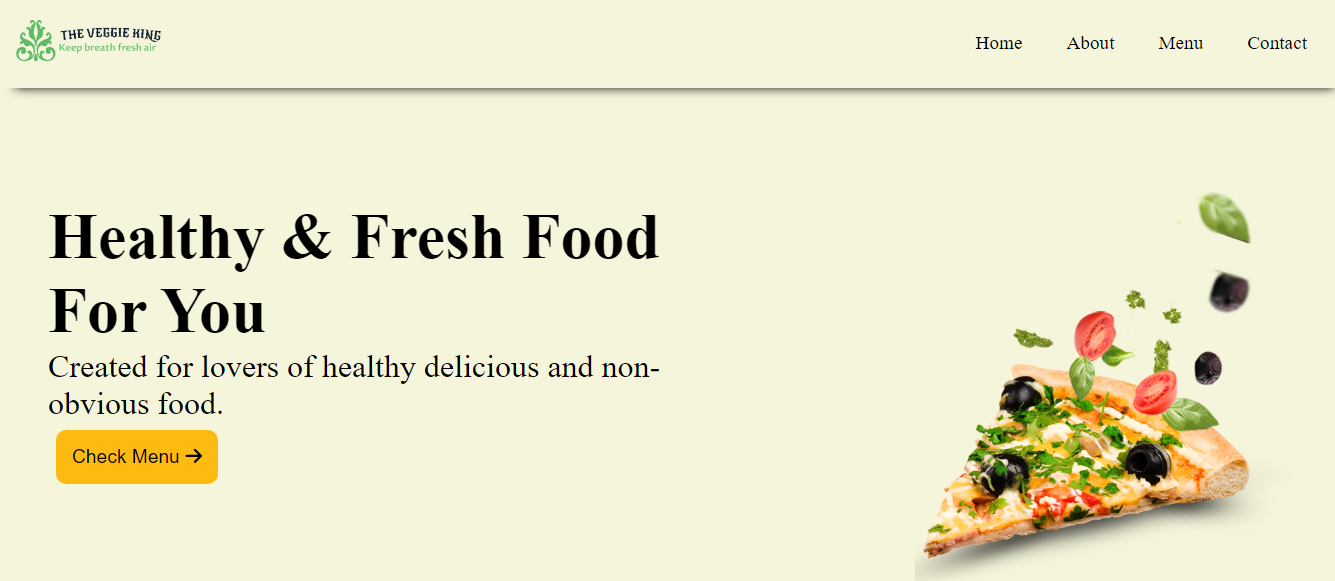 THE VEGGIE KING
Keep breath fresh air
Home About Menu Contact
Healthy & Fresh Food
For You
Created for lovers of healthy delicious and non-
obvious food.
Check Menu →